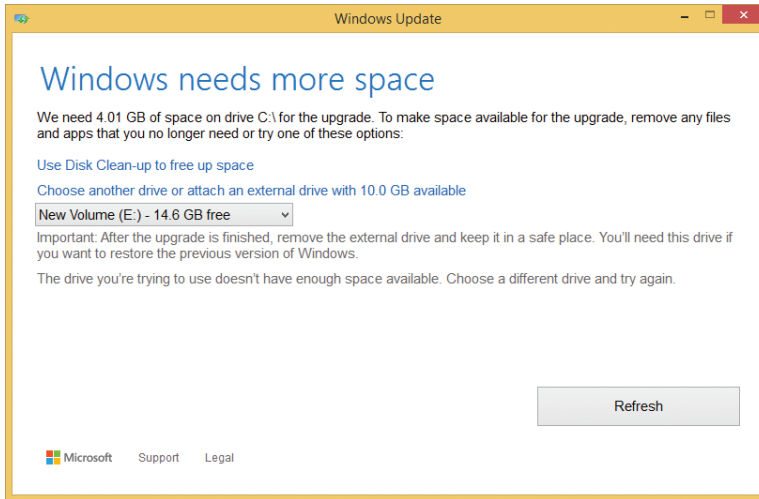 Windows Update
Windows needs more space
We need 4.01 GB of space on drive C:\ for the upgrade. To make space available for the upgrade, remove any files
and apps that you no longer need or try one of these options:
Use Disk Clean-up to free up space
Choose another drive or attach an external drive with 10.0 GB available
New Volume (E:) - 14.6 GB free
Important: After the upgrade is finished, remove the external drive and keep it in a safe place. You'll need this drive if
you want to restore the previous version of Windows.
The drive you're trying to use doesn't have enough space available. Choose a different drive and try again.
Refresh
Microsoft Support Legal